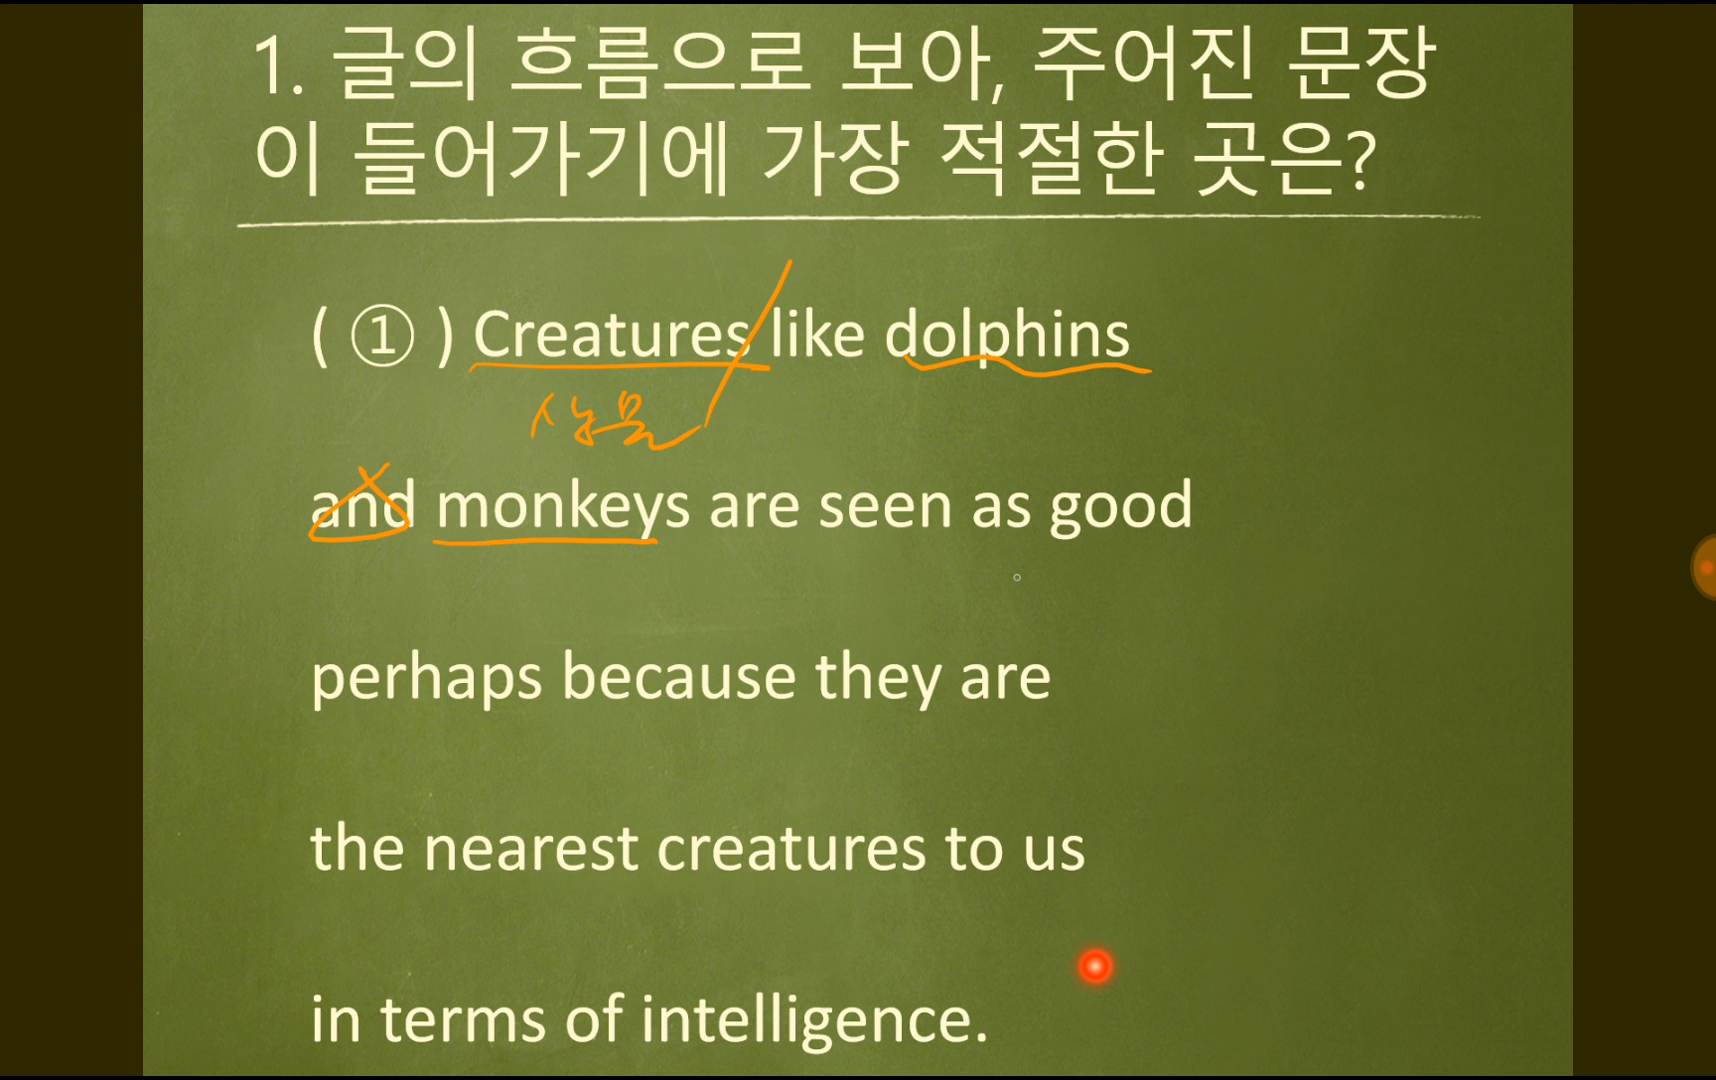 1. 글의 흐름으로 보아, 주어진 문장
이 들어가기에 가장 적절한 곳은?
( ① ) Creatures like dolphins
생물
and monkeys are seen as good
perhaps because they are
the nearest creatures to us
in terms of intelligence.